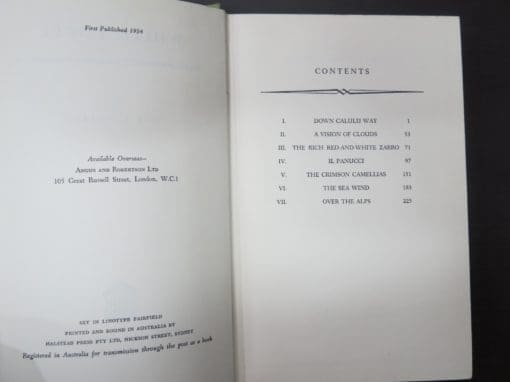 First Published 1954
Available Overseas—
ANGUS AND ROBERTSON LTD
105 Great Russell Street, London, W.C.1
SET IN LINOTYPE FAIRFIELD
PRINTED AND BOUND IN AUSTRALIA BY
HALSTEAD PRESS PTY LTD, NICKSON STREET, SYDNEY
Registered in Australia for transmission through the post as a book
CONTENTS
I. DOWN CALULU WAY 1
II. A VISION OF CLOUDS 53
III. THE RICH RED-AND-WHITE ZARBO 71
IV. IL PANUCCI 97
V. THE CRIMSON CAMELLIAS 151
VI. THE SEA WIND 183
VII. OVER THE ALPS 225